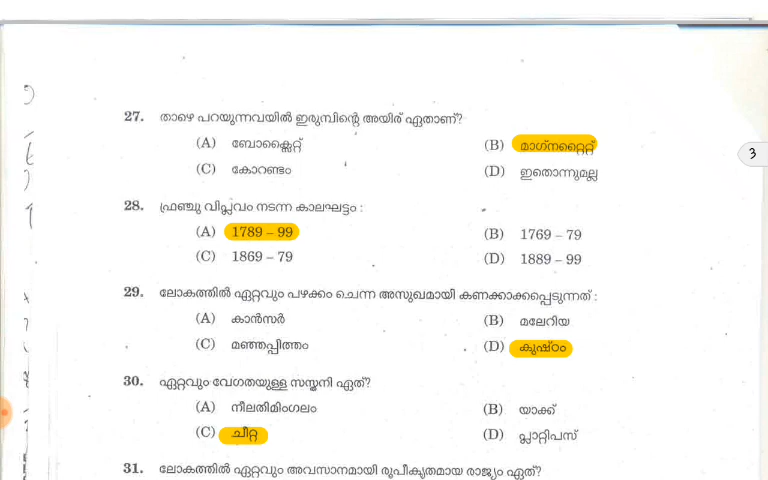 27. താഴെ പറയുന്നവയിൽ ഇരുമ്പിന്റെ അയിര് ഏതാണ്?
(A) ബോക്സൈറ്റ് (B) മാഗ്നറ്റൈറ്റ്
(C) കോറണ്ടം (D) ഇതൊന്നുമല്ല
28. ഫ്രഞ്ചു വിപ്ലവം നടന്ന കാലഘട്ടം :
(A) 1789 – 99 (B) 1769 – 79
(C) 1869 – 79 (D) 1889 – 99
29. ലോകത്തിൽ ഏറ്റവും പഴക്കം ചെന്ന അസുഖമായി കണക്കാക്കപ്പെടുന്നത് :
(A) കാൻസർ (B) മലേറിയ
(C) മഞ്ഞപ്പിത്തം (D) കുഷ്ഠം
30. ഏറ്റവും വേഗതയുള്ള സസ്തനി ഏത്?
(A) നീലതിമിംഗലം (B) യാക്ക്
(C) ചീറ്റ (D) പ്ലാറ്റിപസ്
31. ലോകത്തിൽ ഏറ്റവും അവസാനമായി രൂപീകൃതമായ രാജ്യം ഏത്?
3